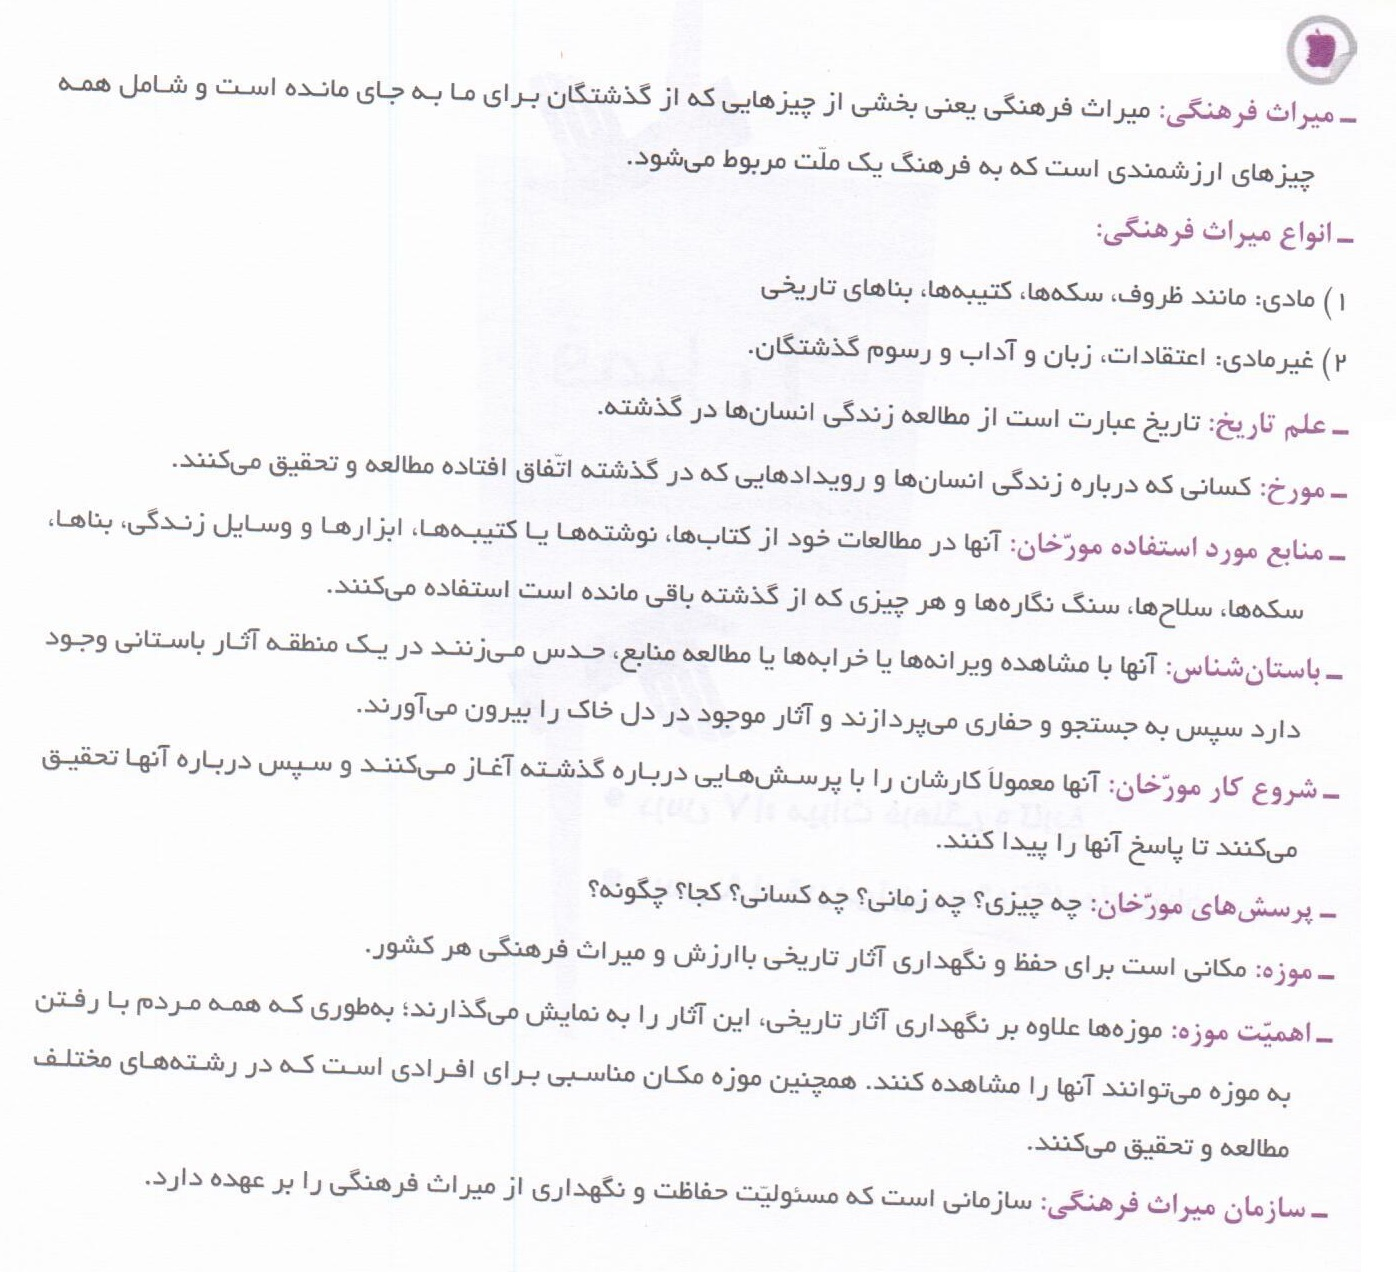 ـ میراث فرهنگی: میراث فرهنگی یعنی بخشی از چیزهایی که از گذشتگان برای ما به جای مانده است و شامل همه
چیزهای ارزشمندی است که به فرهنگ یک ملّت مربوط می‌شود.
ـ انواع میراث فرهنگی:
۱) مادی: مانند ظروف، سکه‌ها، کتیبه‌ها، بناهای تاریخی
۲) غیرمادی: اعتقادات، زبان و آداب و رسوم گذشتگان.
ـ علم تاریخ: تاریخ عبارت است از مطالعه زندگی انسان‌ها در گذشته.
ـ مورخ: کسانی که درباره زندگی انسان‌ها و رویدادهایی که در گذشته اتّفاق افتاده مطالعه و تحقیق می‌کنند.
ـ منابع مورد استفاده مورّخان: آنها در مطالعات خود از کتاب‌ها، نوشته‌ها یا کتیبه‌ها، ابزارها و وسایل زندگی، بناها،
سکه‌ها، سلاح‌ها، سنگ نگاره‌ها و هر چیزی که از گذشته باقی مانده است استفاده می‌کنند.
ـ باستان‌شناس: آنها با مشاهده ویرانه‌ها یا خرابه‌ها یا مطالعه منابع، حدس می‌زنند در یک منطقه آثار باستانی وجود
دارد سپس به جستجو و حفاری می‌پردازند و آثار موجود در دل خاک را بیرون می‌آورند.
ـ شروع کار مورّخان: آنها معمولاً کارشان را با پرسش‌هایی درباره گذشته آغاز می‌کنند و سپس درباره آنها تحقیق
می‌کنند تا پاسخ آنها را پیدا کنند.
ـ پرسش‌های مورّخان: چه چیزی؟ چه زمانی؟ چه کسانی؟ کجا؟ چگونه؟
ـ موزه: مکانی است برای حفظ و نگهداری آثار تاریخی باارزش و میراث فرهنگی هر کشور.
ـ اهمیّت موزه: موزه‌ها علاوه بر نگهداری آثار تاریخی، این آثار را به نمایش می‌گذارند؛ به‌طوری که همه مردم با رفتن
به موزه می‌توانند آنها را مشاهده کنند. همچنین موزه مکان مناسبی برای افرادی است که در رشته‌های مختلف
مطالعه و تحقیق می‌کنند.
ـ سازمان میراث فرهنگی: سازمانی است که مسئولیّت حفاظت و نگهداری از میراث فرهنگی را بر عهده دارد.